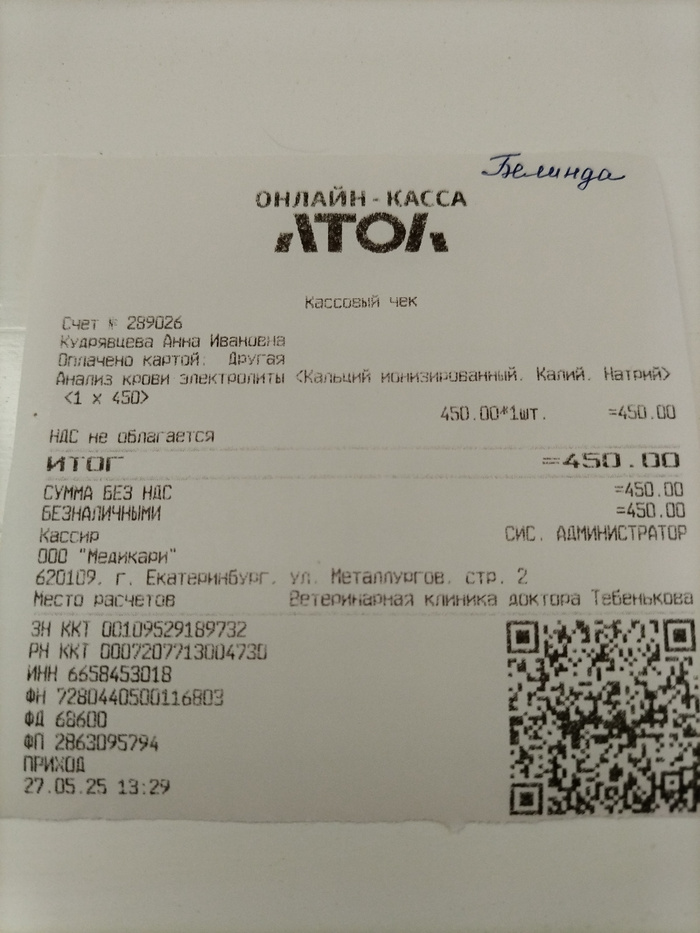 Белинда
ОНЛАЙН-КАССА
АТОЛ
Кассовый чек
Счет № 289026
Кудрявцева Анна Ивановна
Оплачено картой: Другая
Анализ крови электролиты <Кальций ионизированный, Калий, Натрий>
<1 x 450>
450.00*1шт. =450.00
НДС не облагается
ИТОГ =450.00
СУММА БЕЗ НДС =450.00
БЕЗНАЛИЧНЫМИ =450.00
Кассир СИС. АДМИНИСТРАТОР
ООО "Медикари"
620109, г. Екатеринбург, ул. Металлургов, стр. 2
Место расчетов Ветеринарная клиника доктора Тебенькова
ЗН ККТ 00109529189732
РН ККТ 0007207713004730
ИНН 6658453018
ФН 7280440500116803
ФД 68600
ФП 2863095794
ПРИХОД
27.05.25 13:29